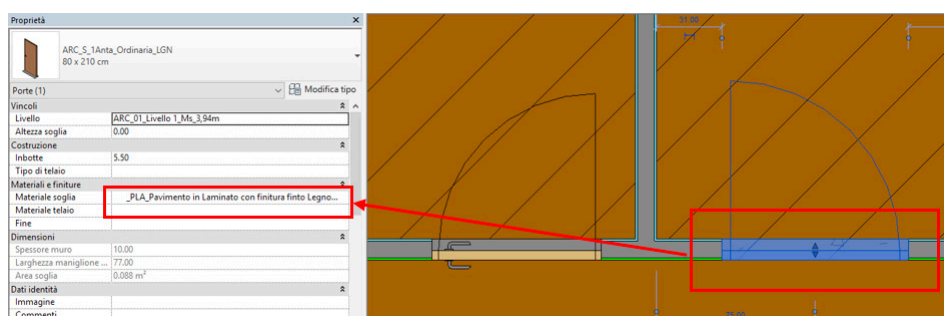 Proprietà
ARC_S_1Anta_Ordinaria_LGN
80 x 210 cm
Porte (1)
Modifica tipo
Vincoli
Livello ARC_01_Livello 1_Ms_3,94m
Altezza soglia 0.00
Costruzione
Inbotte 5.50
Tipo di telaio
Materiali e finiture
Materiale soglia _PLA_Pavimento in Laminato con finitura finto Legno...
Materiale telaio
Fine
Dimensioni
Spessore muro 10.00
Larghezza maniglione ... 77.00
Area soglia 0.088 m²
Dati identità
Immagine
Commenti
31.00
75.00